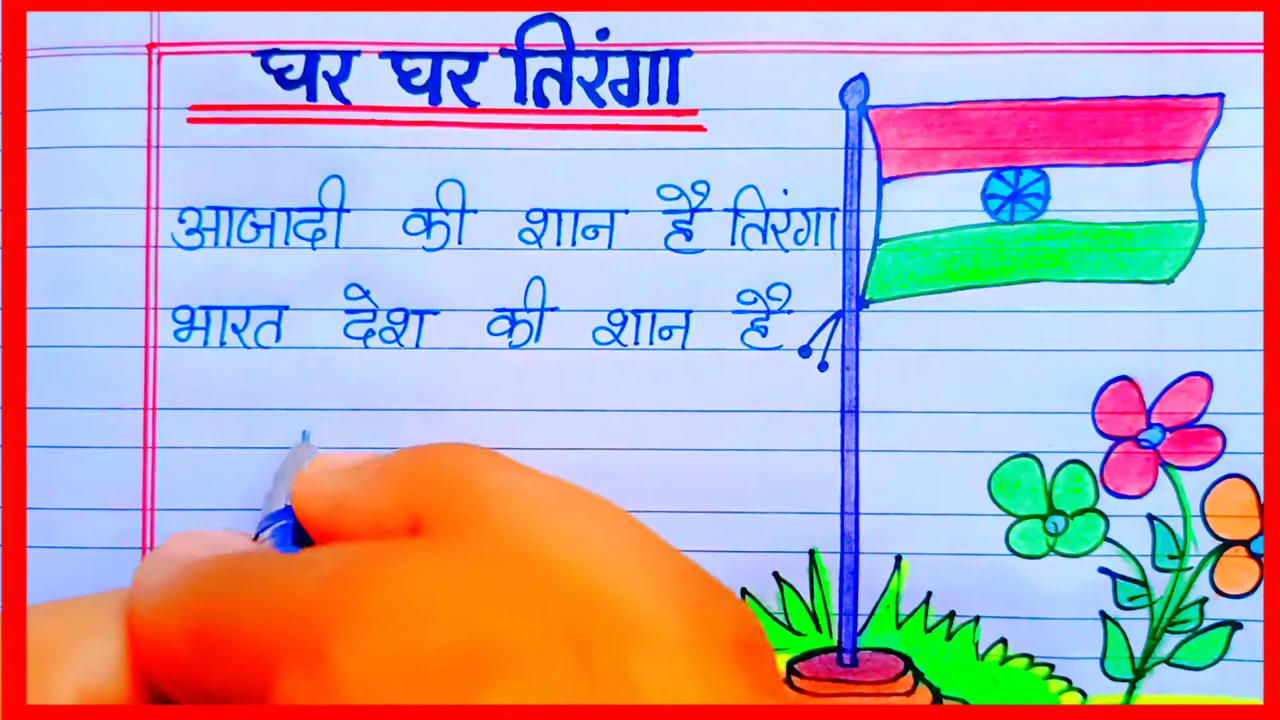 घर घर तिरंगा
आजादी की शान है तिरंगा
भारत देश की शान है